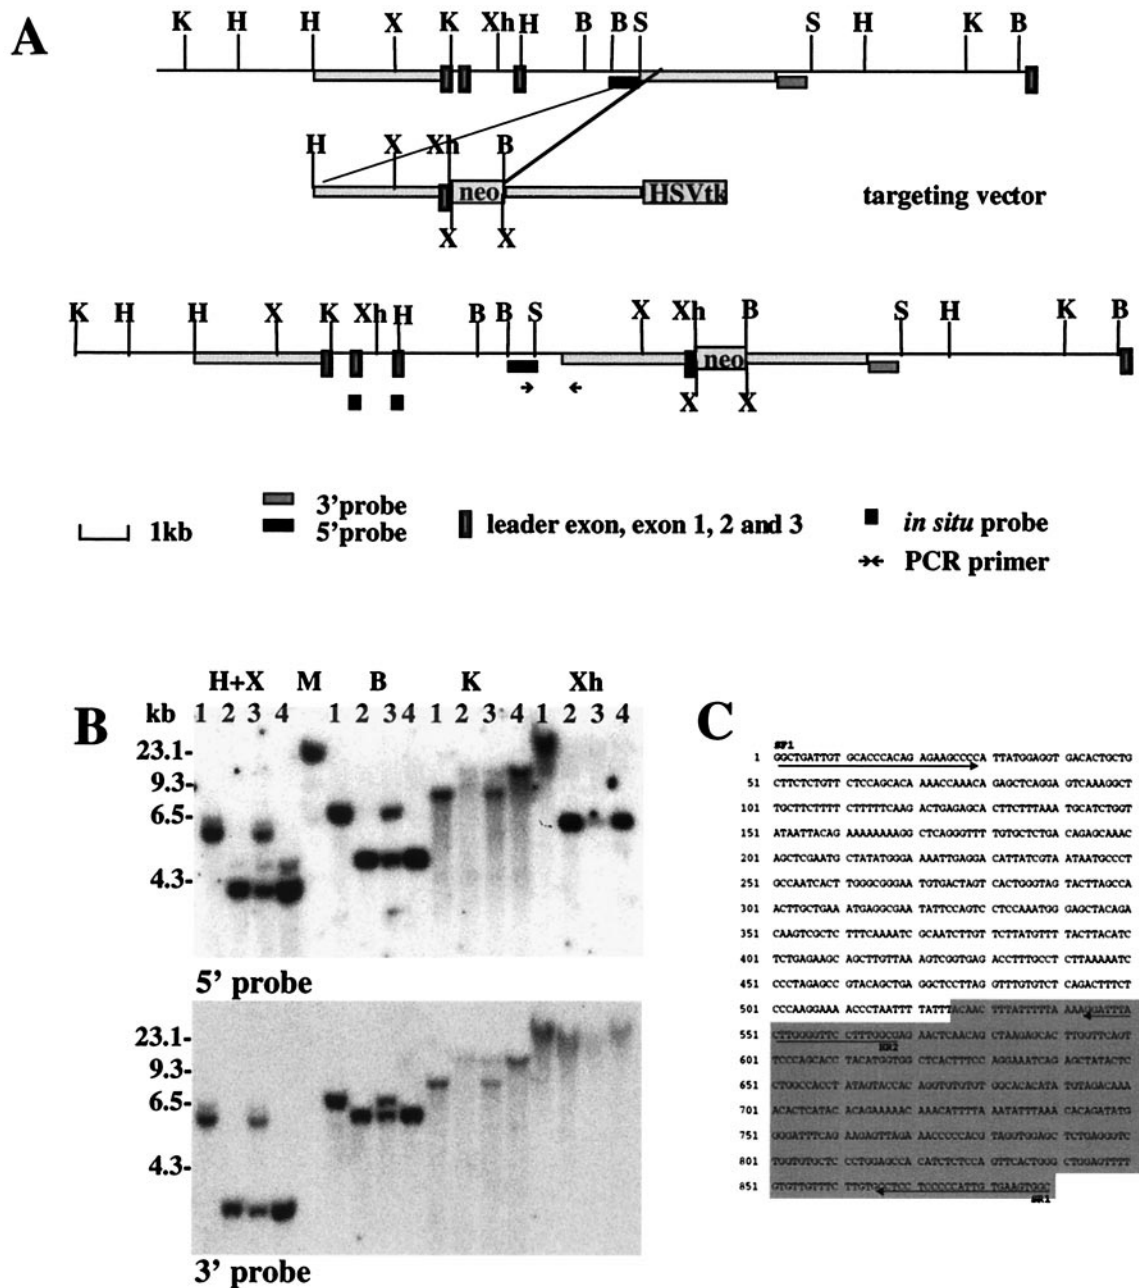 A
K H H X K Xh H B B S S H K B
H X Xh B
neo HSVtk targeting vector
X X
K H H X K Xh H B B S X Xh B S H K B
neo
X X
1kb
3'probe
5'probe
leader exon, exon 1, 2 and 3
in situ probe
PCR primer
B
H+X M B K Xh
kb 1 2 3 4 1 2 3 4 1 2 3 4 1 2 3 4
23.1-
9.3-
6.5-
4.3-
5' probe
23.1-
9.3-
6.5-
4.3-
3' probe
C
SF1
1 GGCTGATTGT GCACCCACAG AGAAGCCCCA TTATGGAGGT GACACTGCTG
51 CTTCTCTGTT CTCCAGCACA AAACCAAACA GAGCTCAGGA GTCAAAGGCT
101 TGCTTCTTTT CTTTTTCAAG ACTGAGAGCA CTTCTTTAAA TGCATCTGGT
151 ATAATTACAG AAAAAAAAGG CTCAGGGTTT TGTGCTCTGA CAGAGCAAAC
201 AGCTCGAATG CTATATGGGA AAATTGAGGA CATTATCGTA ATAATGCCCT
251 GCCAATCACT TGGGCGGGAA TGTGACTAGT CACTGGGTAG TACTTAGCCA
301 ACTTGCTGAA ATGAGGCGAA TATTCCAGTC CTCCAAATGG GAGCTACAGA
351 CAAGTCGCTC TTTCAAAATC GCAATCTTGT TCTTATGTTT TACTTACATC
401 TCTGAGAAGC AGCTTGTTAA AGTCGGTGAG ACCTTTGCCT CTTAAAAATC
451 CCCTAGAGCC GTACAGCTGA GGCTCCTTAG GTTTGTGTCT CAGACTTTCT
501 CCCAAGGAAA ACCCTAATTT TATTTACAAC TTTATTTTTA AAAGGATTTA
551 CTTGGGGTTC CTTTGGCGAG AACTCAACAG CTAAGAGCAC TTGGTTCAGT
601 TCCCAGCACC TACATGGTGG CTCACTTTCC AGGAAATCAG AGCTATACTC
651 CTGGCCACCT ATAGTACCAC AGGTGTGTGT GGCACACATA TGTAGACAAA
701 ACACTCATAC ACAGAAAAAC AAACATTTTA AATATTTAAA CACAGATATG
751 GGGATTTCAG AAGAGTTAGA AACCCCCACG TAGGTGGAGC TCTGAGGGTC
801 TGGTGTGCTC CCTGGAGCCA CATCTCTCCA GTTCACTGGG CTGGAGTTTT
851 GTGTTGTTTC TTGTGGCTCC TCCCCCATTG TGAAGTGGC